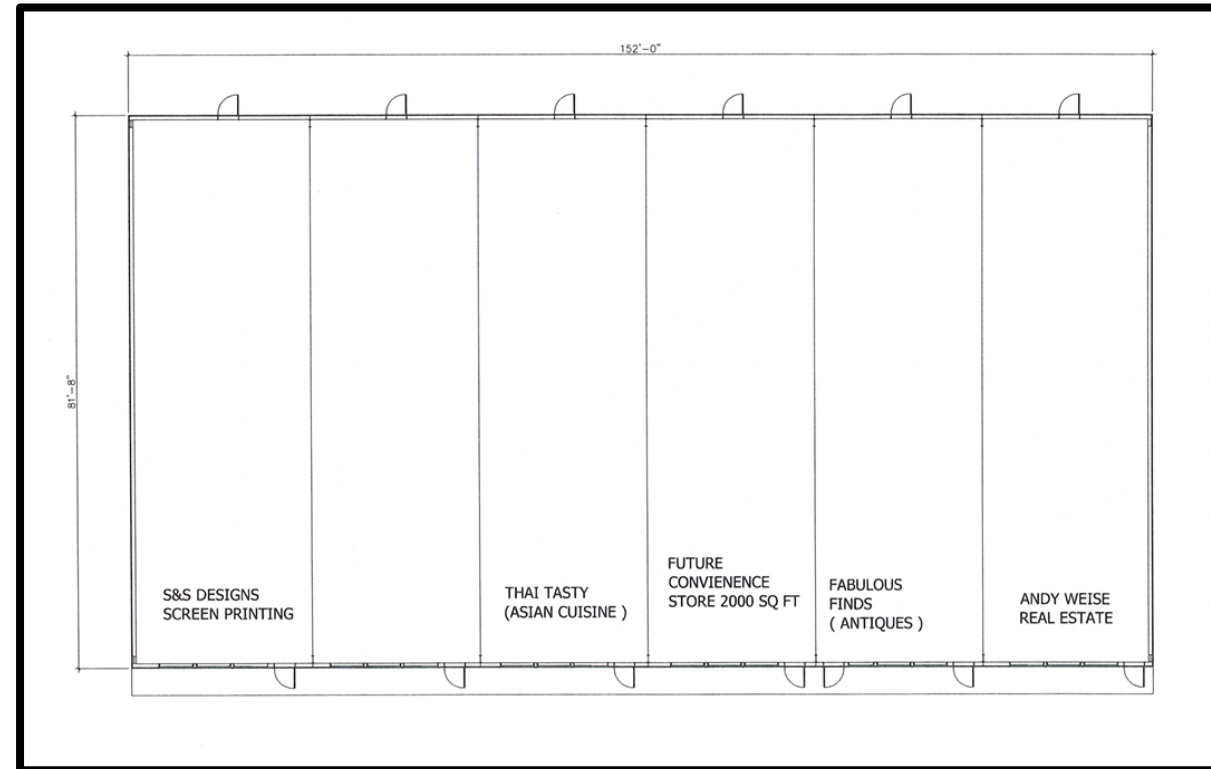 152'-0"
81'-8"
S&S DESIGNS
SCREEN PRINTING
THAI TASTY
(ASIAN CUISINE )
FUTURE
CONVIENENCE
STORE 2000 SQ FT
FABULOUS
FINDS
( ANTIQUES )
ANDY WEISE
REAL ESTATE